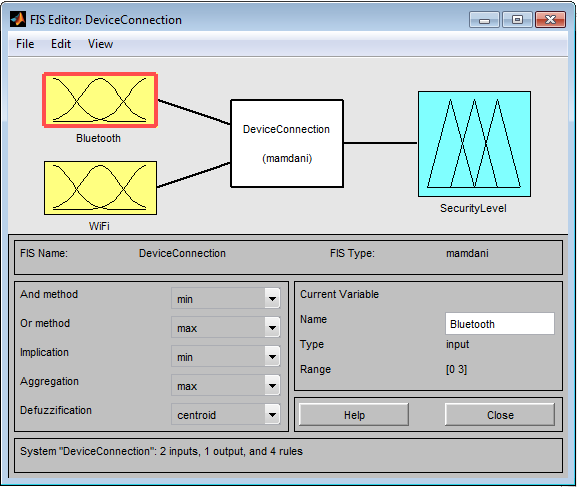 FIS Editor: DeviceConnection
File Edit View
Bluetooth
WiFi
DeviceConnection
(mamdani)
SecurityLevel
FIS Name: DeviceConnection FIS Type: mamdani
And method min
Or method max
Implication min
Aggregation max
Defuzzification centroid
Current Variable
Name Bluetooth
Type input
Range [0 3]
Help Close
System "DeviceConnection": 2 inputs, 1 output, and 4 rules